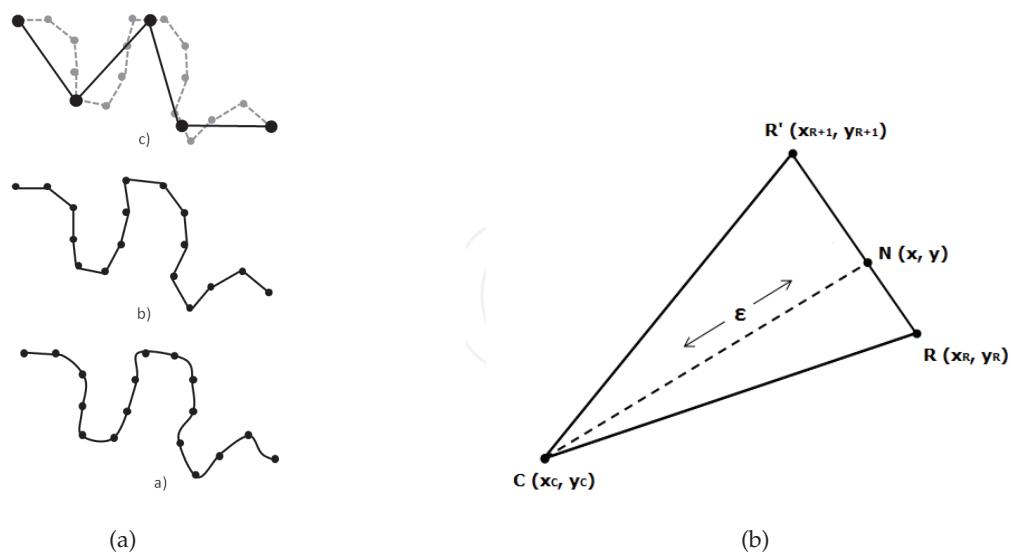 c)
b)
a)
(a)
R' (xR+1, yR+1)
N (x, y)
ε
R (xR, yR)
C (xC, yC)
(b)